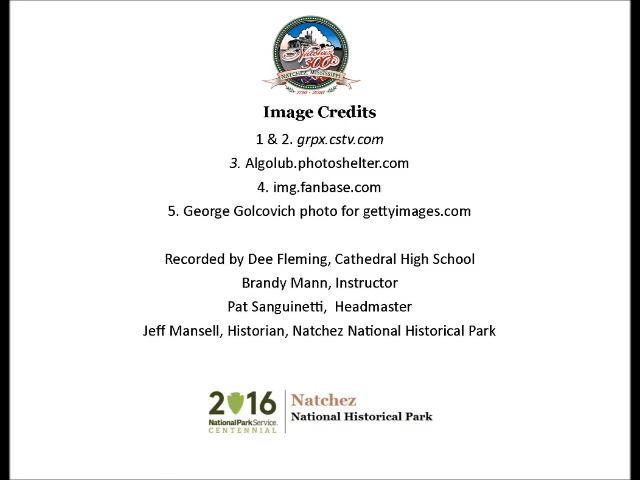 Natchez
300
NATCHEZ, MISSISSIPPI
Image Credits
1 & 2. grpx.cstv.com
3. Algolub.photoshelter.com
4. img.fanbase.com
5. George Golcovich photo for gettyimages.com
Recorded by Dee Fleming, Cathedral High School
Brandy Mann, Instructor
Pat Sanguinetti, Headmaster
Jeff Mansell, Historian, Natchez National Historical Park
2016
National Park Service.
CENTENNIAL
Natchez
National Historical Park